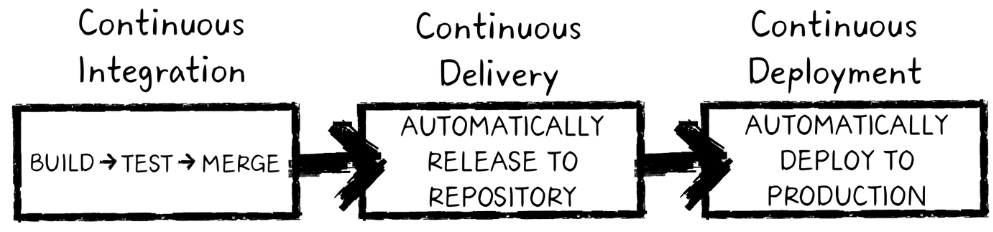 Continuous
Integration
BUILD→TEST→MERGE
Continuous
Delivery
AUTOMATICALLY
RELEASE TO
REPOSITORY
Continuous
Deployment
AUTOMATICALLY
DEPLOY TO
PRODUCTION